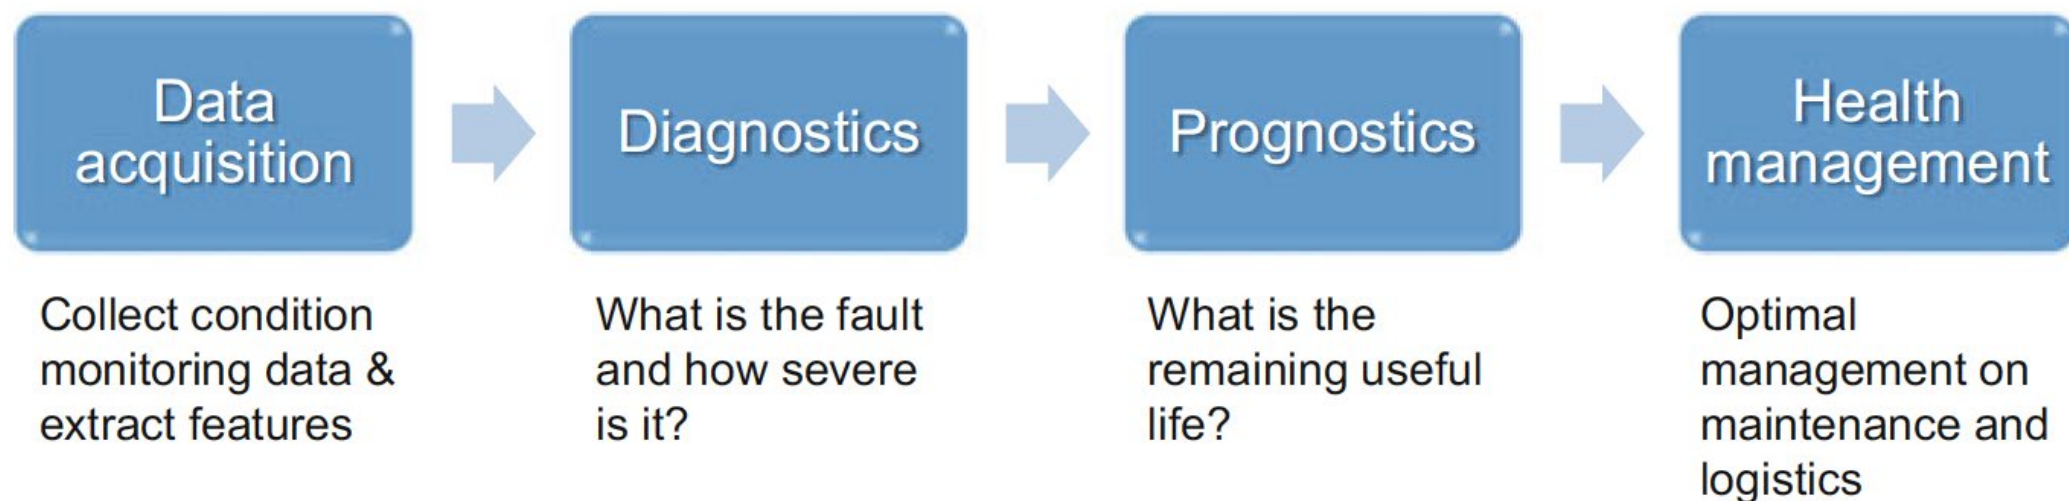 Data
acquisition
Diagnostics
Prognostics
Health
management
Collect condition
monitoring data &
extract features
What is the fault
and how severe
is it?
What is the
remaining useful
life?
Optimal
management on
maintenance and
logistics